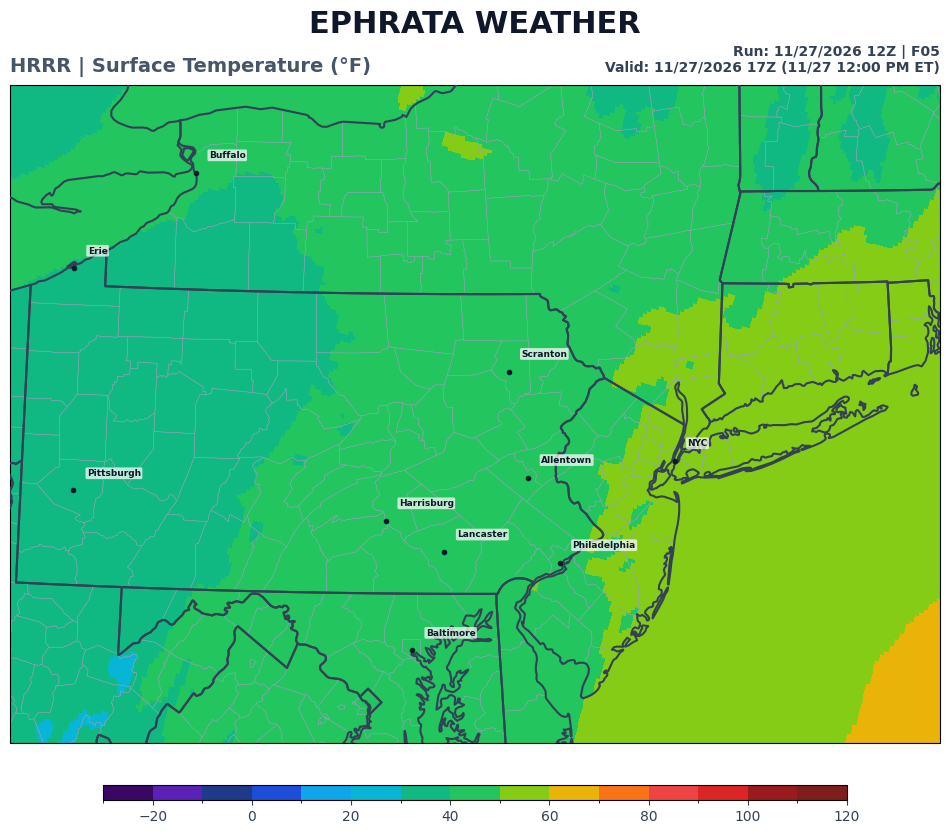 EPHRATA WEATHER
HRRR | Surface Temperature (°F)
Run: 11/27/2026 12Z | F05
Valid: 11/27/2026 17Z (11/27 12:00 PM ET)
Buffalo
Erie
Scranton
NYC
Allentown
Pittsburgh
Harrisburg
Lancaster
Philadelphia
Baltimore
−20 0 20 40 60 80 100 120